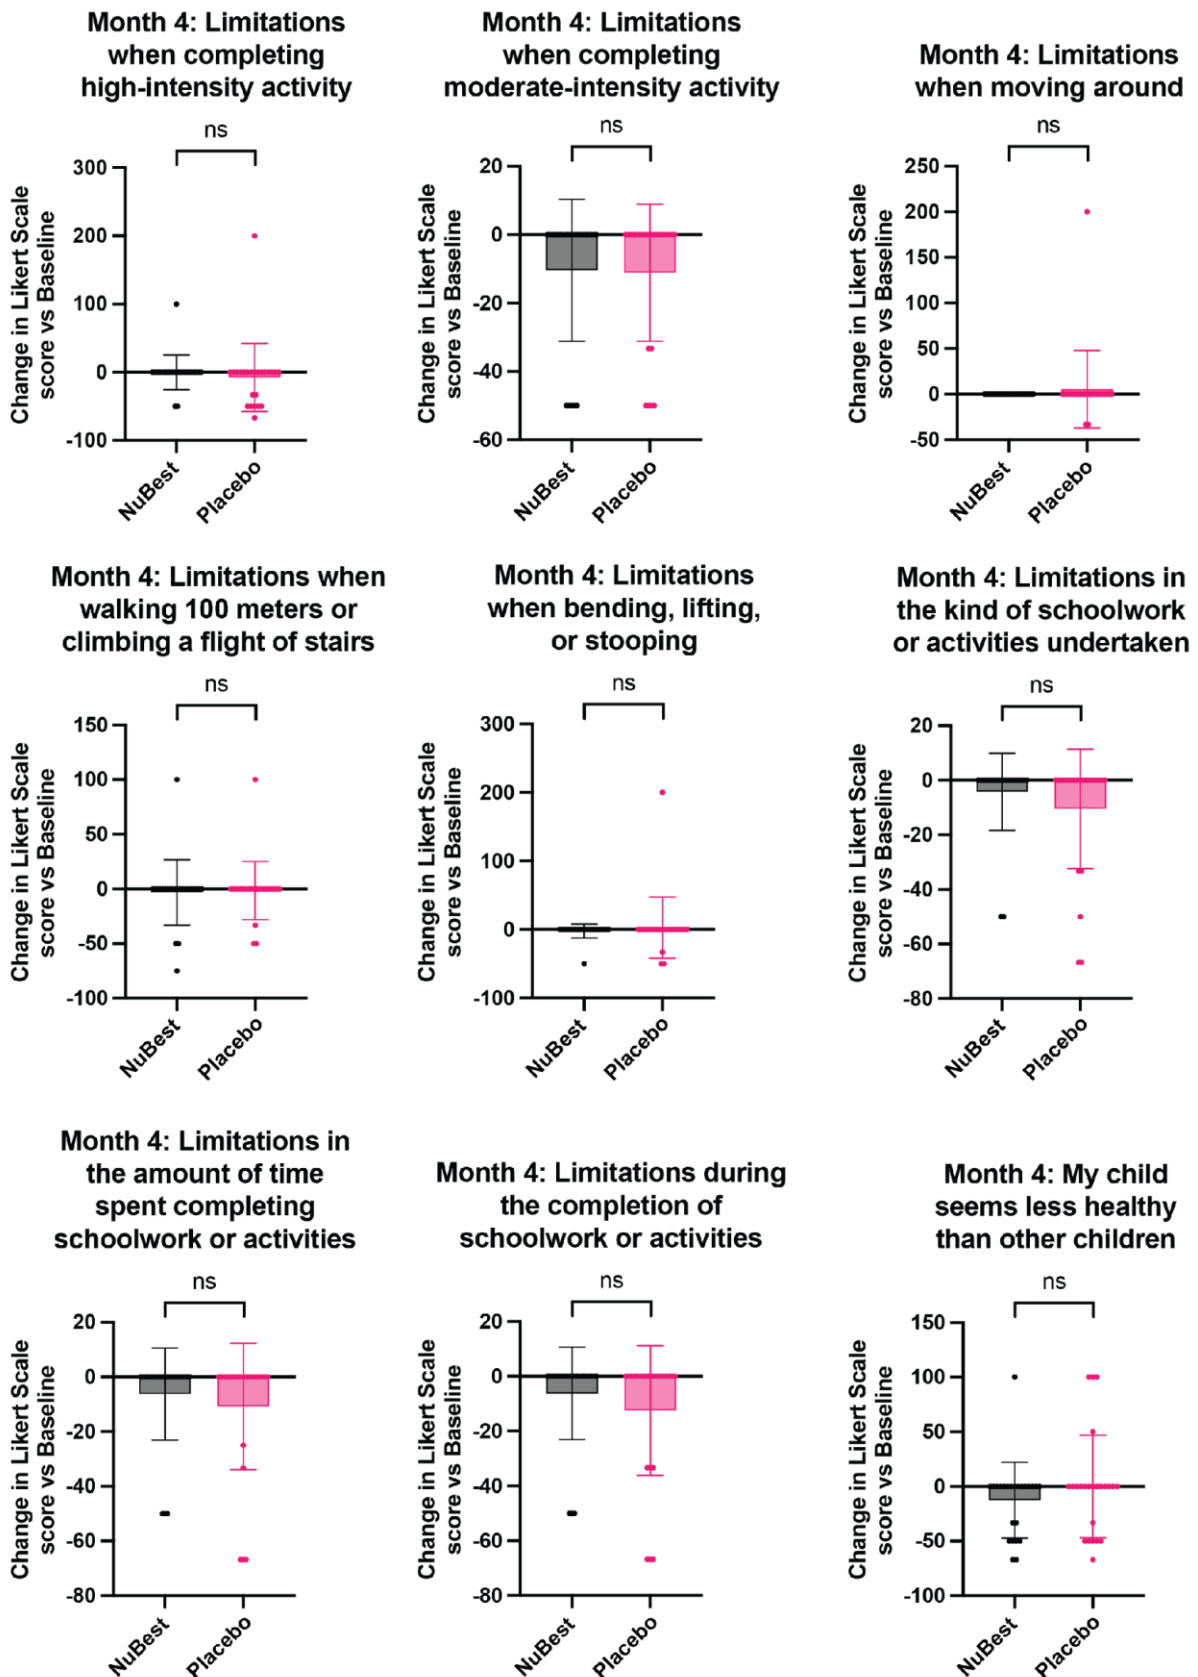 Month 4: Limitations
when completing
high-intensity activity
ns
Change in Likert Scale
score vs Baseline
300
200
100
0
-100
NuBest
Placebo
Month 4: Limitations
when completing
moderate-intensity activity
ns
Change in Likert Scale
score vs Baseline
20
0
-20
-40
-60
NuBest
Placebo
Month 4: Limitations
when moving around
ns
Change in Likert Scale
score vs Baseline
250
200
150
100
50
0
-50
NuBest
Placebo
Month 4: Limitations when
walking 100 meters or
climbing a flight of stairs
ns
Change in Likert Scale
score vs Baseline
150
100
50
0
-50
-100
NuBest
Placebo
Month 4: Limitations
when bending, lifting,
or stooping
ns
Change in Likert Scale
score vs Baseline
300
200
100
0
-100
NuBest
Placebo
Month 4: Limitations in
the kind of schoolwork
or activities undertaken
ns
Change in Likert Scale
score vs Baseline
20
0
-20
-40
-60
-80
NuBest
Placebo
Month 4: Limitations in
the amount of time
spent completing
schoolwork or activities
ns
Change in Likert Scale
score vs Baseline
20
0
-20
-40
-60
-80
NuBest
Placebo
Month 4: Limitations during
the completion of
schoolwork or activities
ns
Change in Likert Scale
score vs Baseline
20
0
-20
-40
-60
-80
NuBest
Placebo
Month 4: My child
seems less healthy
than other children
ns
Change in Likert Scale
score vs Baseline
150
100
50
0
-50
-100
NuBest
Placebo